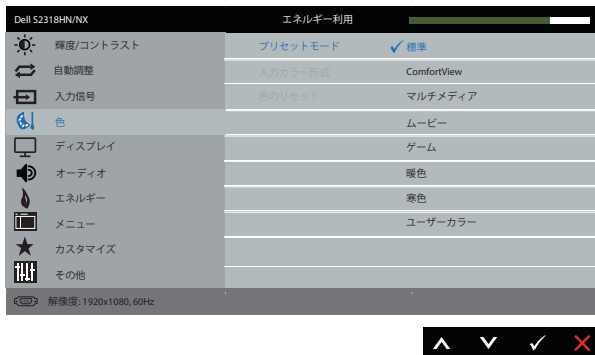 Dell S2318HN/NX
エネルギー利用
輝度/コントラスト
プリセットモード
標準
自動調整
入力カラー形式
ComfortView
入力信号
色のリセット
マルチメディア
色
ムービー
ディスプレイ
ゲーム
オーディオ
暖色
エネルギー
寒色
メニュー
ユーザーカラー
カスタマイズ
その他
解像度: 1920x1080, 60Hz